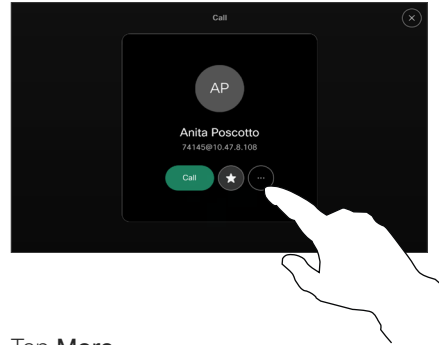 Call
AP
Anita Poscotto
74145@10.47.8.108
Call
Tap More